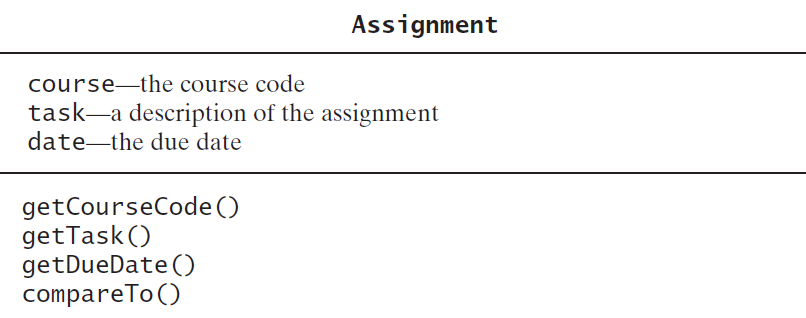 Assignment
course—the course code
task—a description of the assignment
date—the due date
getCourseCode()
getTask()
getDueDate()
compareTo()